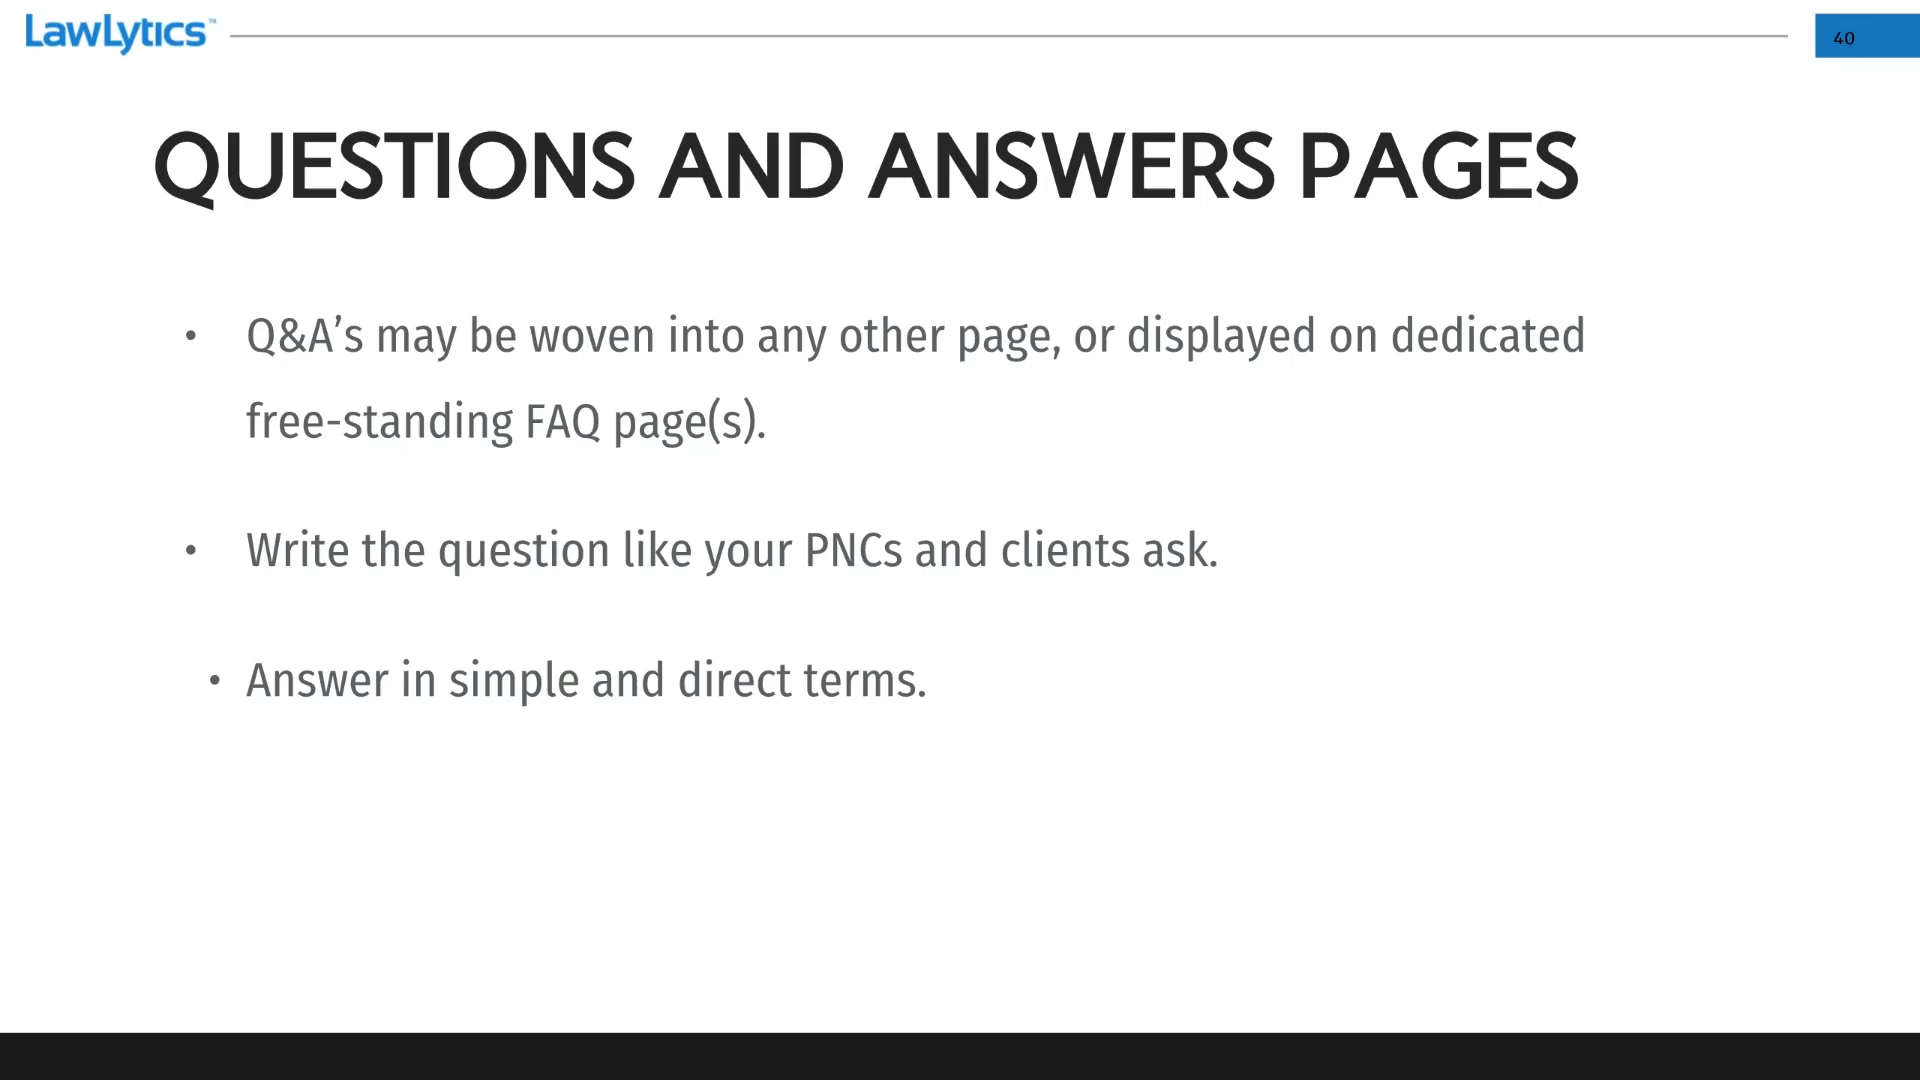 LawLytics™
40
QUESTIONS AND ANSWERS PAGES
• Q&A’s may be woven into any other page, or displayed on dedicated
free-standing FAQ page(s).
• Write the question like your PNCs and clients ask.
• Answer in simple and direct terms.